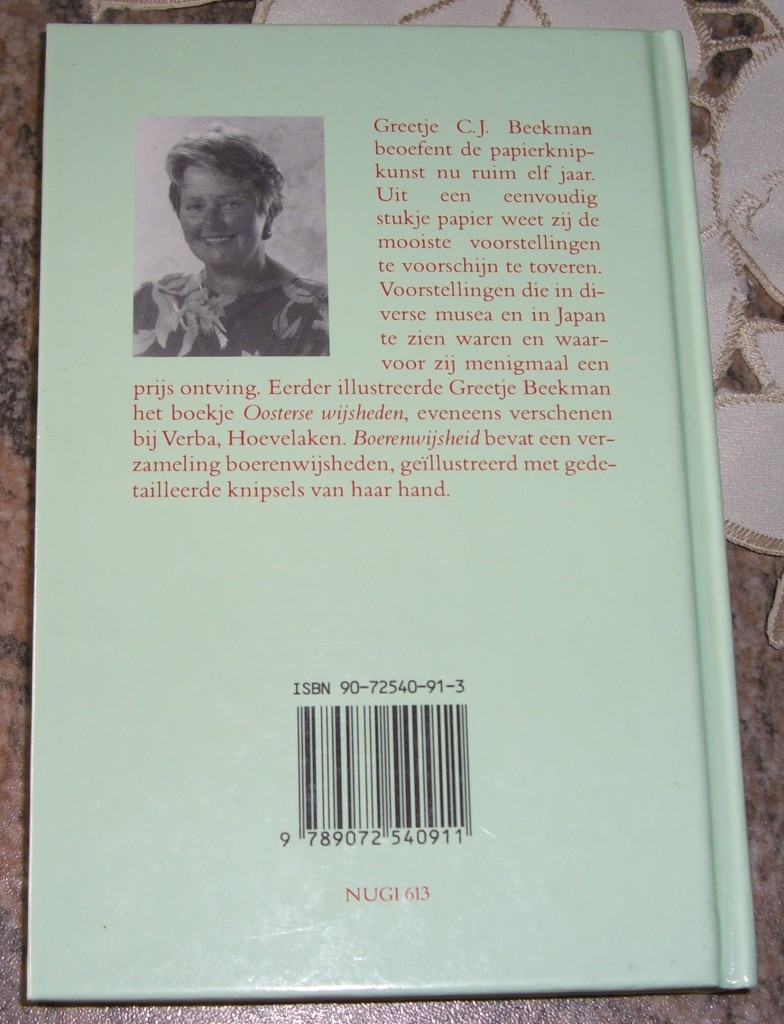 Greetje C.J. Beekman
beoefent de papierknip-
kunst nu ruim elf jaar.
Uit een eenvoudig
stukje papier weet zij de
mooiste voorstellingen
te voorschijn te toveren.
Voorstellingen die in di-
verse musea en in Japan
te zien waren en waar-
voor zij menigmaal een
prijs ontving. Eerder illustreerde Greetje Beekman
het boekje Oosterse wijsheden, eveneens verschenen
bij Verba, Hoevelaken. Boerenwijsheid bevat een ver-
zameling boerenwijsheden, geïllustreerd met gede-
tailleerde knipsels van haar hand.
ISBN 90-72540-91-3
9 789072 540911
NUGI 613